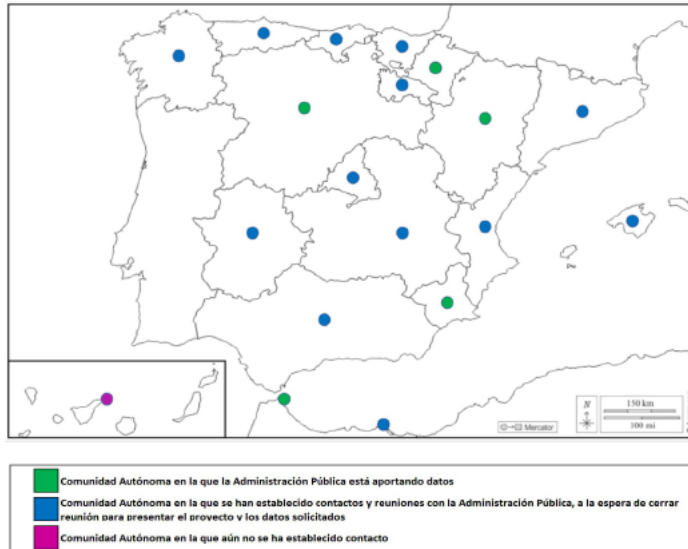 N
150 km
100 mi
Mercator
Comunidad Autónoma en la que la Administración Pública está aportando datos
Comunidad Autónoma en la que se han establecido contactos y reuniones con la Administración Pública, a la espera de cerrar
reunión para presentar el proyecto y los datos solicitados
Comunidad Autónoma en la que aún no se ha establecido contacto